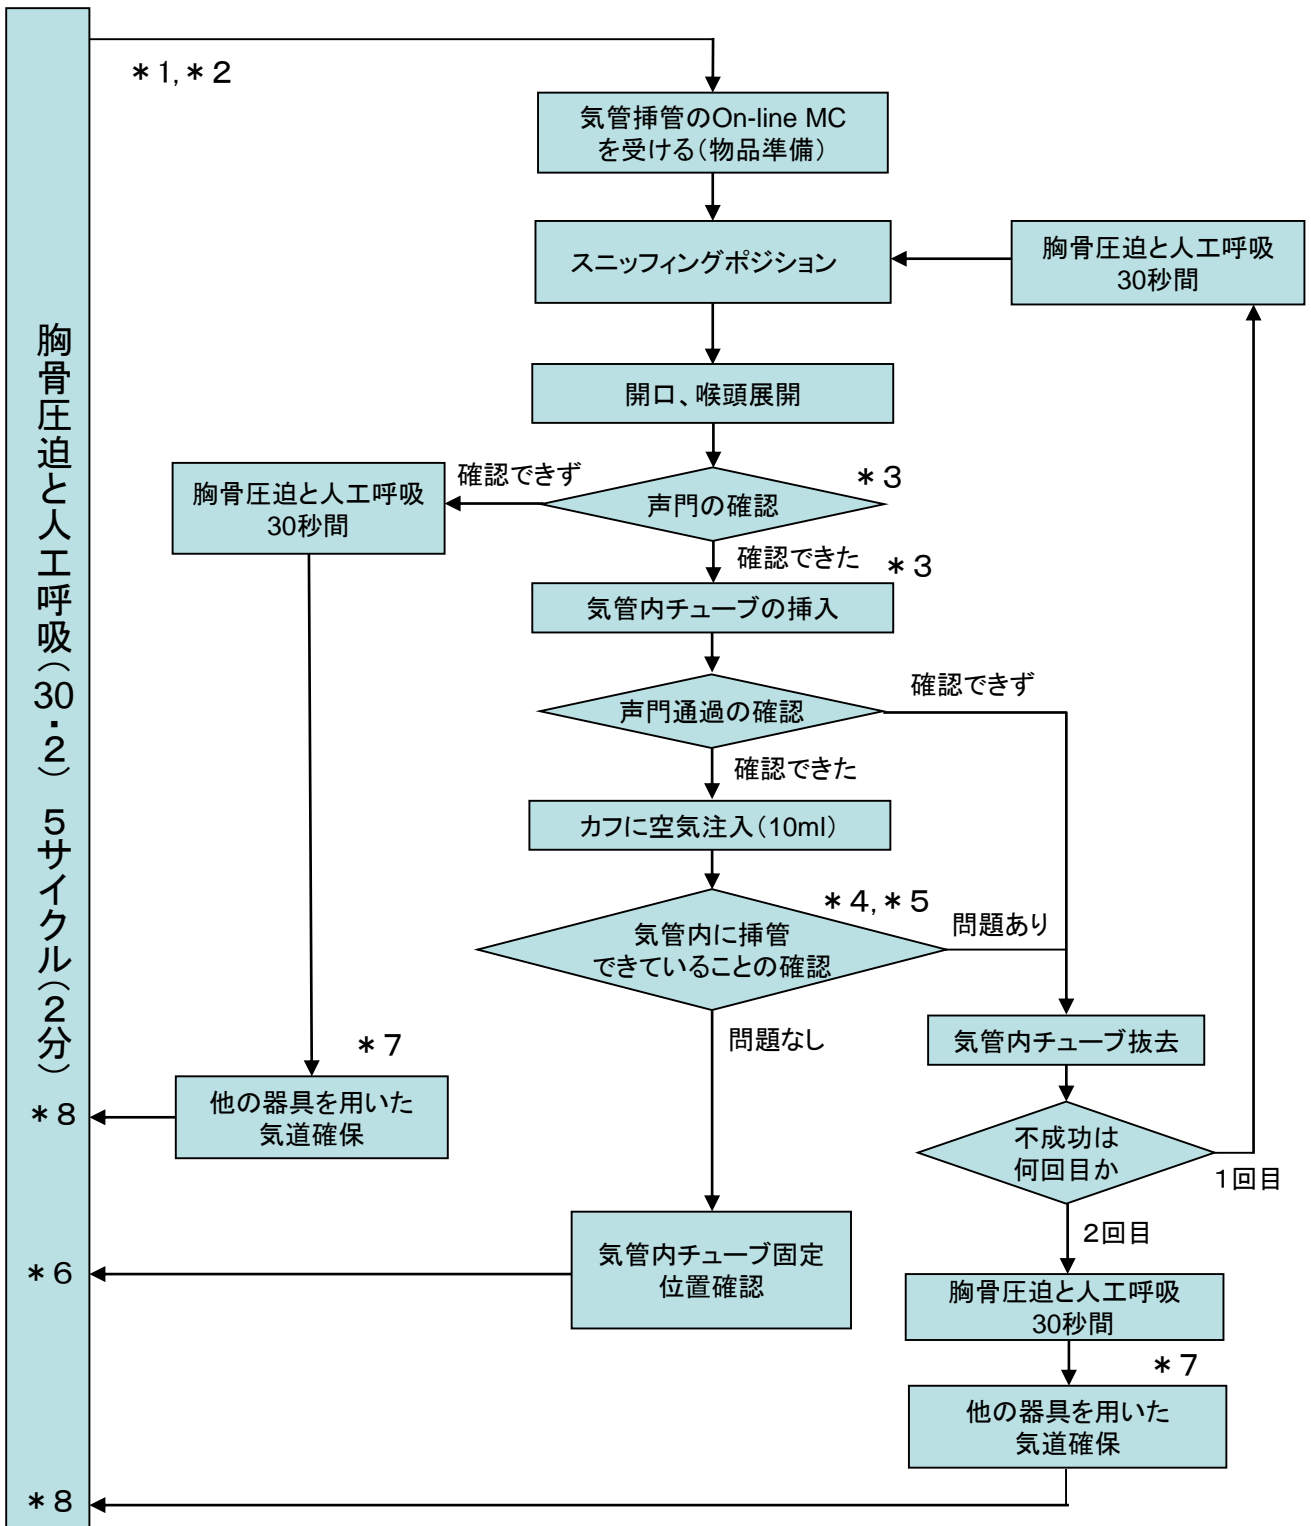 胸骨圧迫と人工呼吸（30・2）　5サイクル（2分）
＊1,＊2
気管挿管のOn-line MC
を受ける（物品準備）
スニッフィングポジション
胸骨圧迫と人工呼吸
30秒間
開口、喉頭展開
確認できず
＊3
胸骨圧迫と人工呼吸
30秒間
声門の確認
確認できた
＊3
気管内チューブの挿入
確認できず
声門通過の確認
確認できた
カフに空気注入（10ml）
＊4,＊5
問題あり
気管内に挿管
できていることの確認
問題なし
気管内チューブ抜去
＊7
他の器具を用いた
気道確保
＊8
不成功は
何回目か
1回目
2回目
気管内チューブ固定
位置確認
＊6
胸骨圧迫と人工呼吸
30秒間
＊7
他の器具を用いた
気道確保
＊8